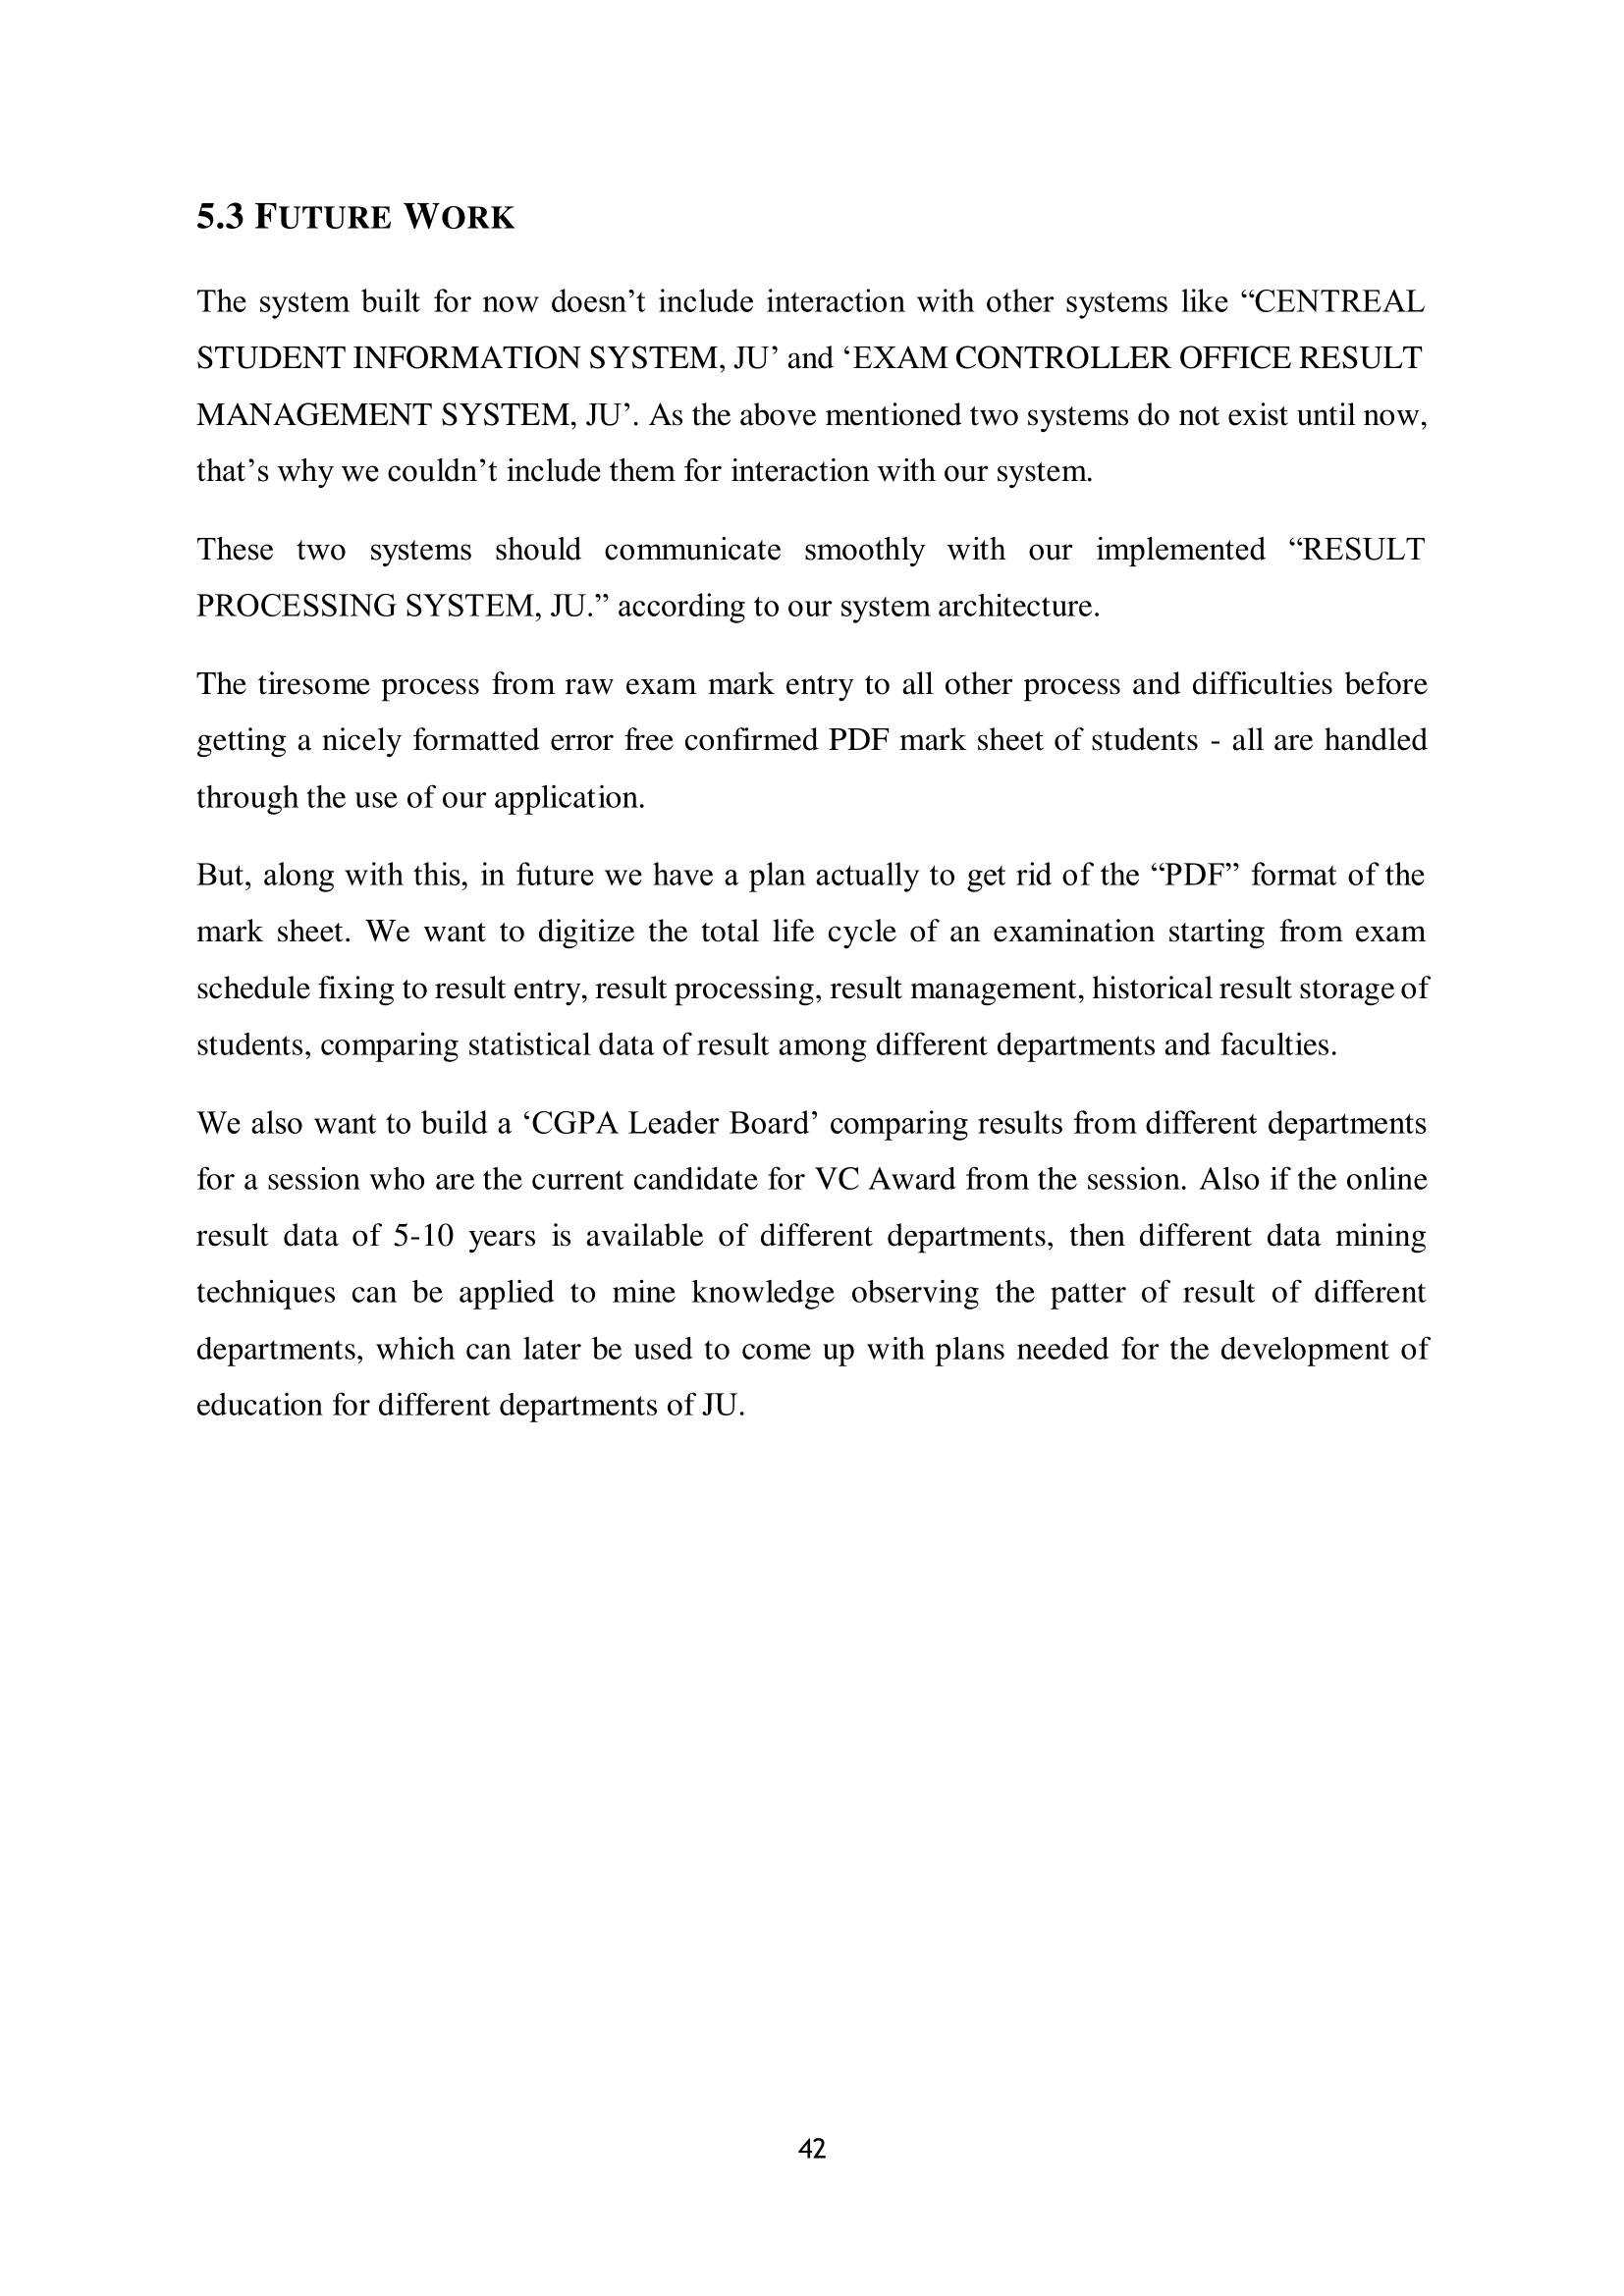 5.3 FUTURE WORK
The system built for now doesn’t include interaction with other systems like “CENTREAL
STUDENT INFORMATION SYSTEM, JU’ and ‘EXAM CONTROLLER OFFICE RESULT
MANAGEMENT SYSTEM, JU’. As the above mentioned two systems do not exist until now,
that’s why we couldn’t include them for interaction with our system.
These two systems should communicate smoothly with our implemented “RESULT
PROCESSING SYSTEM, JU.” according to our system architecture.
The tiresome process from raw exam mark entry to all other process and difficulties before
getting a nicely formatted error free confirmed PDF mark sheet of students - all are handled
through the use of our application.
But, along with this, in future we have a plan actually to get rid of the “PDF” format of the
mark sheet. We want to digitize the total life cycle of an examination starting from exam
schedule fixing to result entry, result processing, result management, historical result storage of
students, comparing statistical data of result among different departments and faculties.
We also want to build a ‘CGPA Leader Board’ comparing results from different departments
for a session who are the current candidate for VC Award from the session. Also if the online
result data of 5-10 years is available of different departments, then different data mining
techniques can be applied to mine knowledge observing the patter of result of different
departments, which can later be used to come up with plans needed for the development of
education for different departments of JU.
42